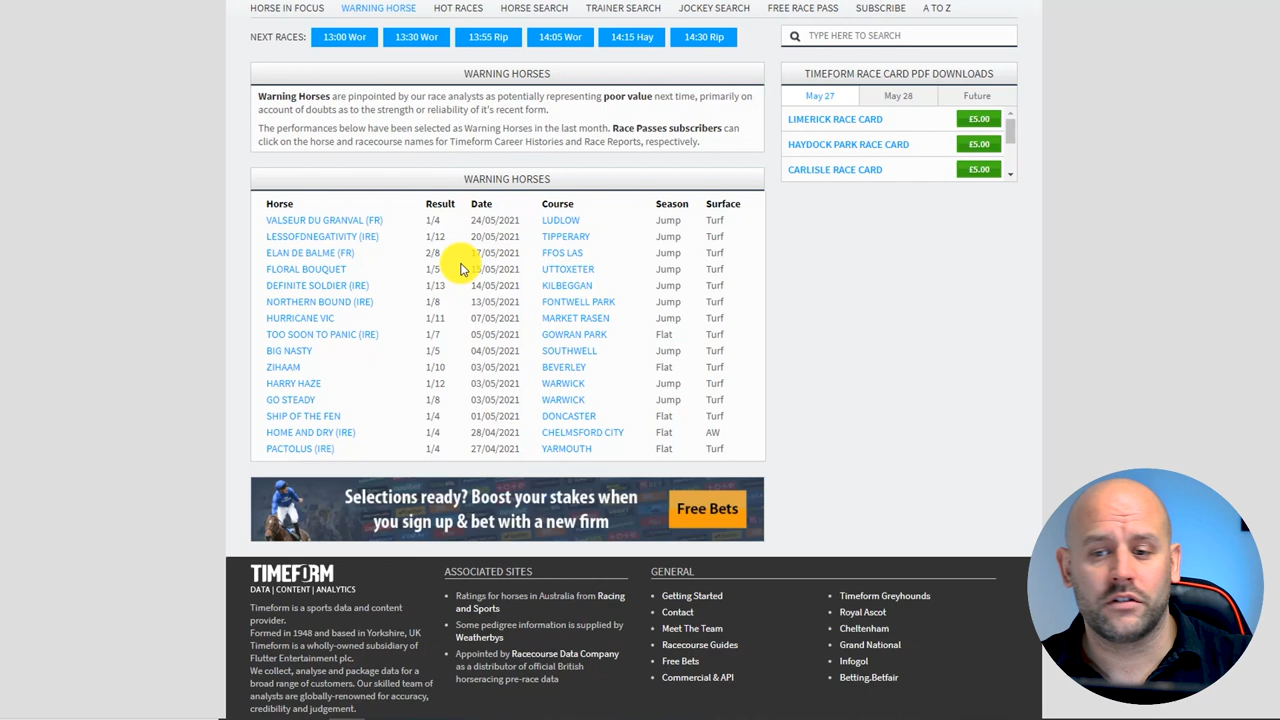 HORSE IN FOCUS WARNING HORSE HOT RACES HORSE SEARCH TRAINER SEARCH JOCKEY SEARCH FREE RACE PASS SUBSCRIBE A TO Z
NEXT RACES: 13:00 Wor 13:30 Wor 13:55 Rip 14:05 Wor 14:15 Hay 14:30 Rip
TYPE HERE TO SEARCH
WARNING HORSES
Warning Horses are pinpointed by our race analysts as potentially representing poor value next time, primarily on
account of doubts as to the strength or reliability of it's recent form.
The performances below have been selected as Warning Horses in the last month. Race Passes subscribers can
click on the horse and racecourse names for Timeform Career Histories and Race Reports, respectively.
TIMEFORM RACE CARD PDF DOWNLOADS
May 27 May 28 Future
LIMERICK RACE CARD £5.00
HAYDOCK PARK RACE CARD £5.00
CARLISLE RACE CARD £5.00
WARNING HORSES
Horse Result Date Course Season Surface
VALSEUR DU GRANVAL (FR) 1/4 24/05/2021 LUDLOW Jump Turf
LESSOFDNEGATIVITY (IRE) 1/12 20/05/2021 TIPPERARY Jump Turf
ELAN DE BALME (FR) 2/8 17/05/2021 FFOS LAS Jump Turf
FLORAL BOUQUET 1/5 /05/2021 UTTOXETER Jump Turf
DEFINITE SOLDIER (IRE) 1/13 14/05/2021 KILBEGGAN Jump Turf
NORTHERN BOUND (IRE) 1/8 13/05/2021 FONTWELL PARK Jump Turf
HURRICANE VIC 1/11 07/05/2021 MARKET RASEN Jump Turf
TOO SOON TO PANIC (IRE) 1/7 05/05/2021 GOWRAN PARK Flat Turf
BIG NASTY 1/5 04/05/2021 SOUTHWELL Jump Turf
ZIHAAM 1/10 03/05/2021 BEVERLEY Flat Turf
HARRY HAZE 1/12 03/05/2021 WARWICK Jump Turf
GO STEADY 1/8 03/05/2021 WARWICK Jump Turf
SHIP OF THE FEN 1/4 01/05/2021 DONCASTER Flat Turf
HOME AND DRY (IRE) 1/4 28/04/2021 CHELMSFORD CITY Flat AW
PACTOLUS (IRE) 1/4 27/04/2021 YARMOUTH Flat Turf
Selections ready? Boost your stakes when
you sign up & bet with a new firm
Free Bets
TIMEFORM
DATA | CONTENT | ANALYTICS
Timeform is a sports data and content
provider.
Formed in 1948 and based in Yorkshire, UK
Timeform is a wholly-owned subsidiary of
Flutter Entertainment plc.
We collect, analyse and package data for a
broad range of customers. Our skilled team of
analysts are globally-renowned for accuracy,
credibility and judgement.
ASSOCIATED SITES
Ratings for horses in Australia from Racing
and Sports
Some pedigree information is supplied by
Weatherbys
Appointed by Racecourse Data Company
as a distributor of official British
horseracing pre-race data
GENERAL
Getting Started
Contact
Meet The Team
Racecourse Guides
Free Bets
Commercial & API
Timeform Greyhounds
Royal Ascot
Cheltenham
Grand National
Infogol
Betting.Betfair